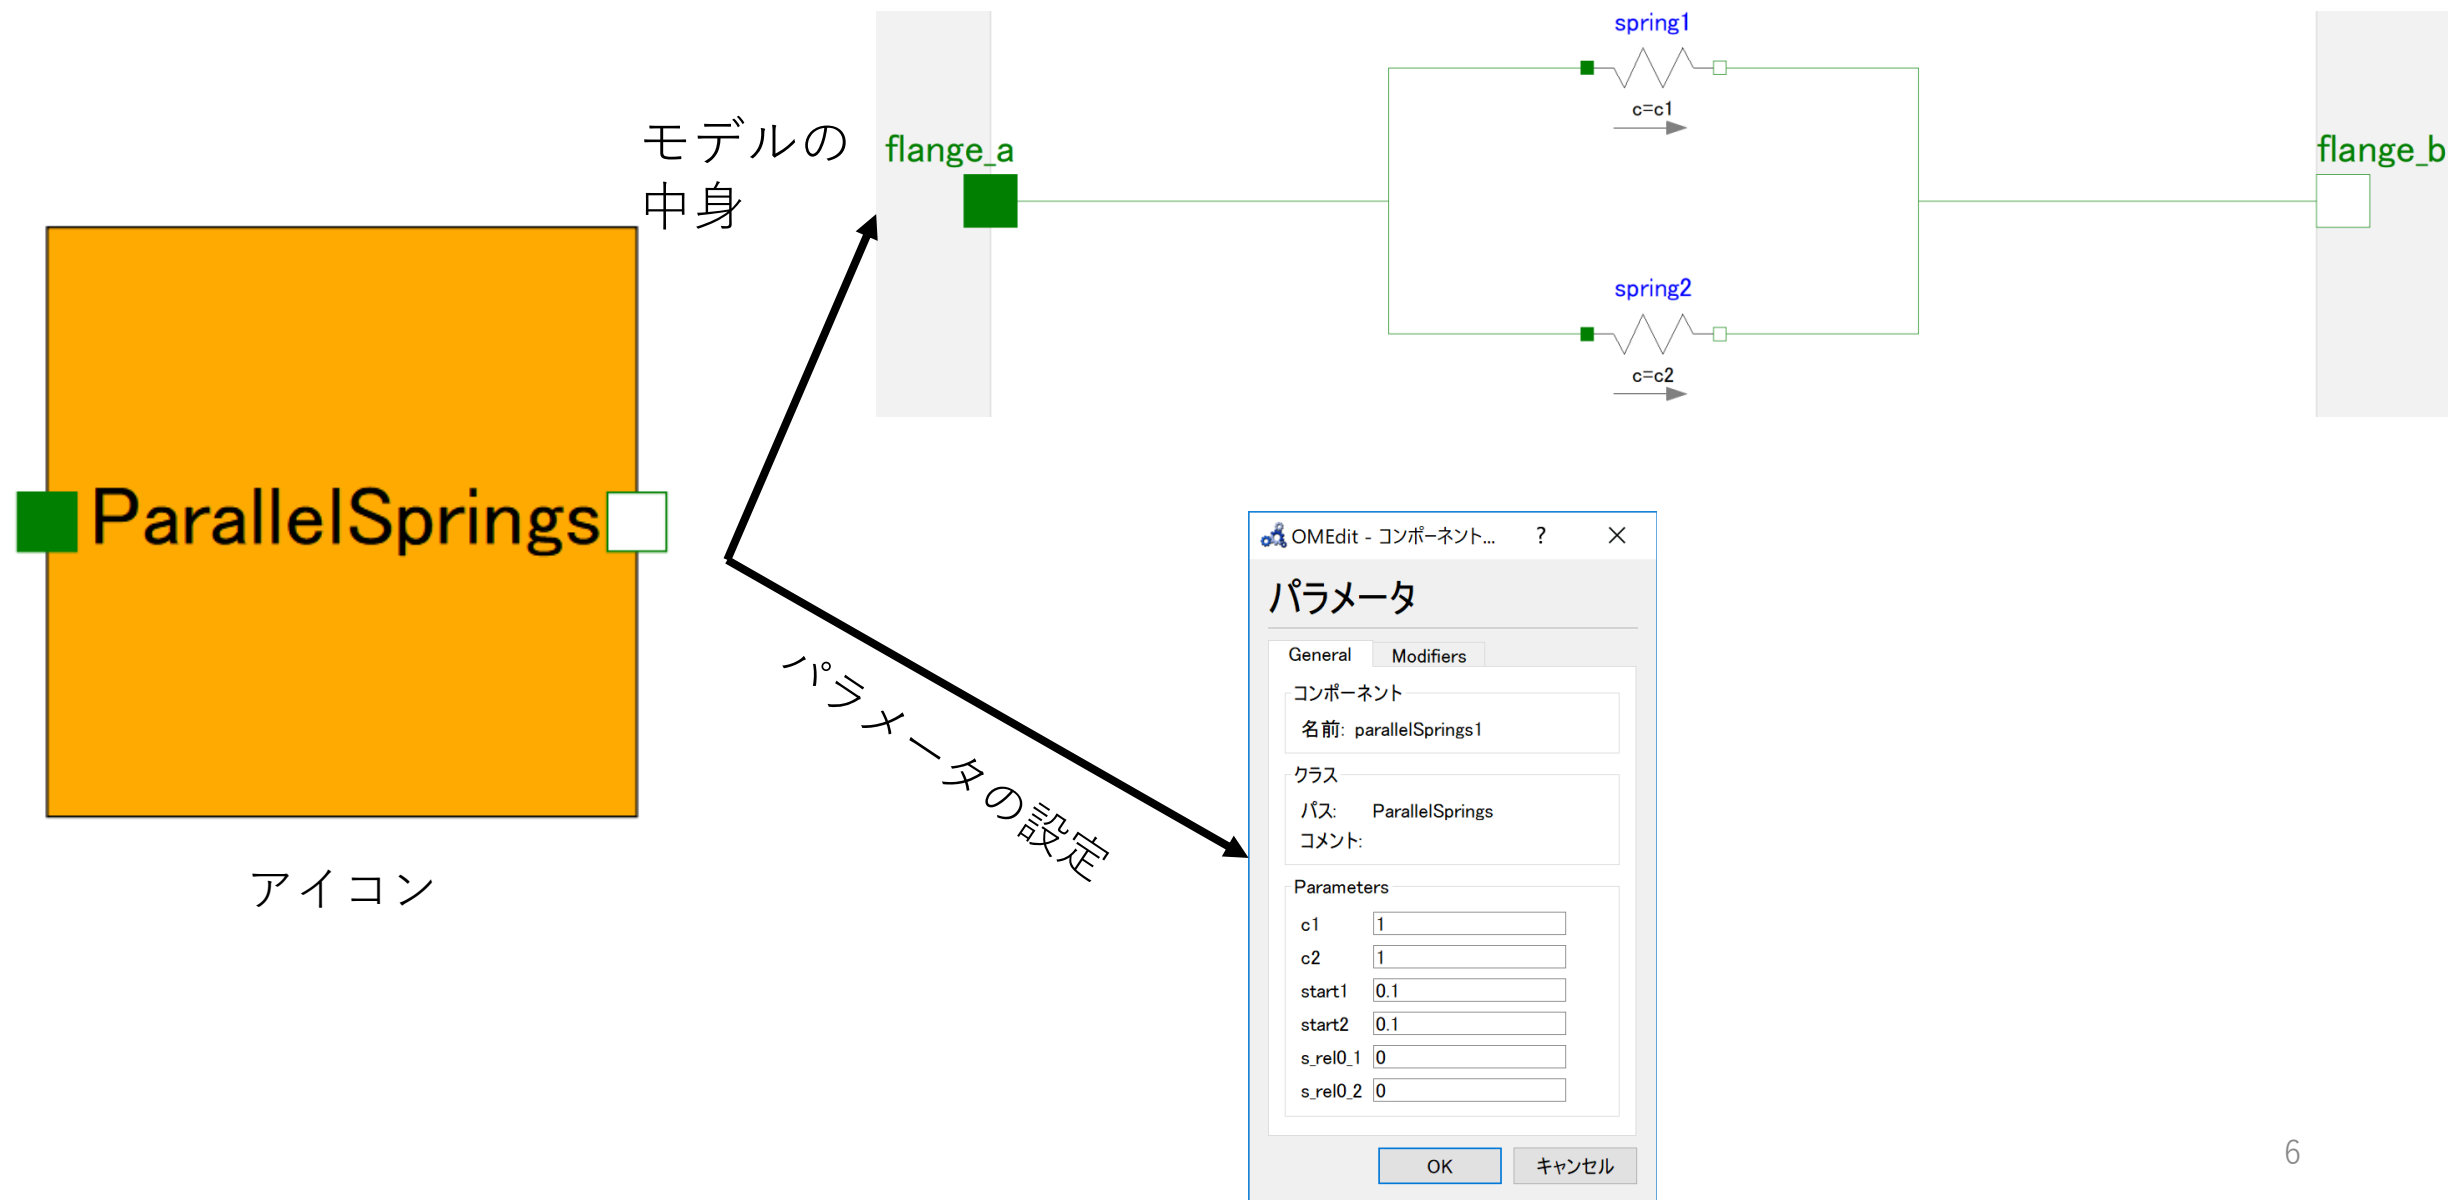 モデルの
中身
flange_a
spring1
c=c1
spring2
c=c2
flange_b
ParallelSprings
アイコン
パラメータの設定
OMEdit - コンポーネント... ?
パラメータ
General Modifiers
コンポーネント
名前: parallelSprings1
クラス
パス: ParallelSprings
コメント:
Parameters
c1 1
c2 1
start1 0.1
start2 0.1
s_rel0_1 0
s_rel0_2 0
OK キャンセル
6